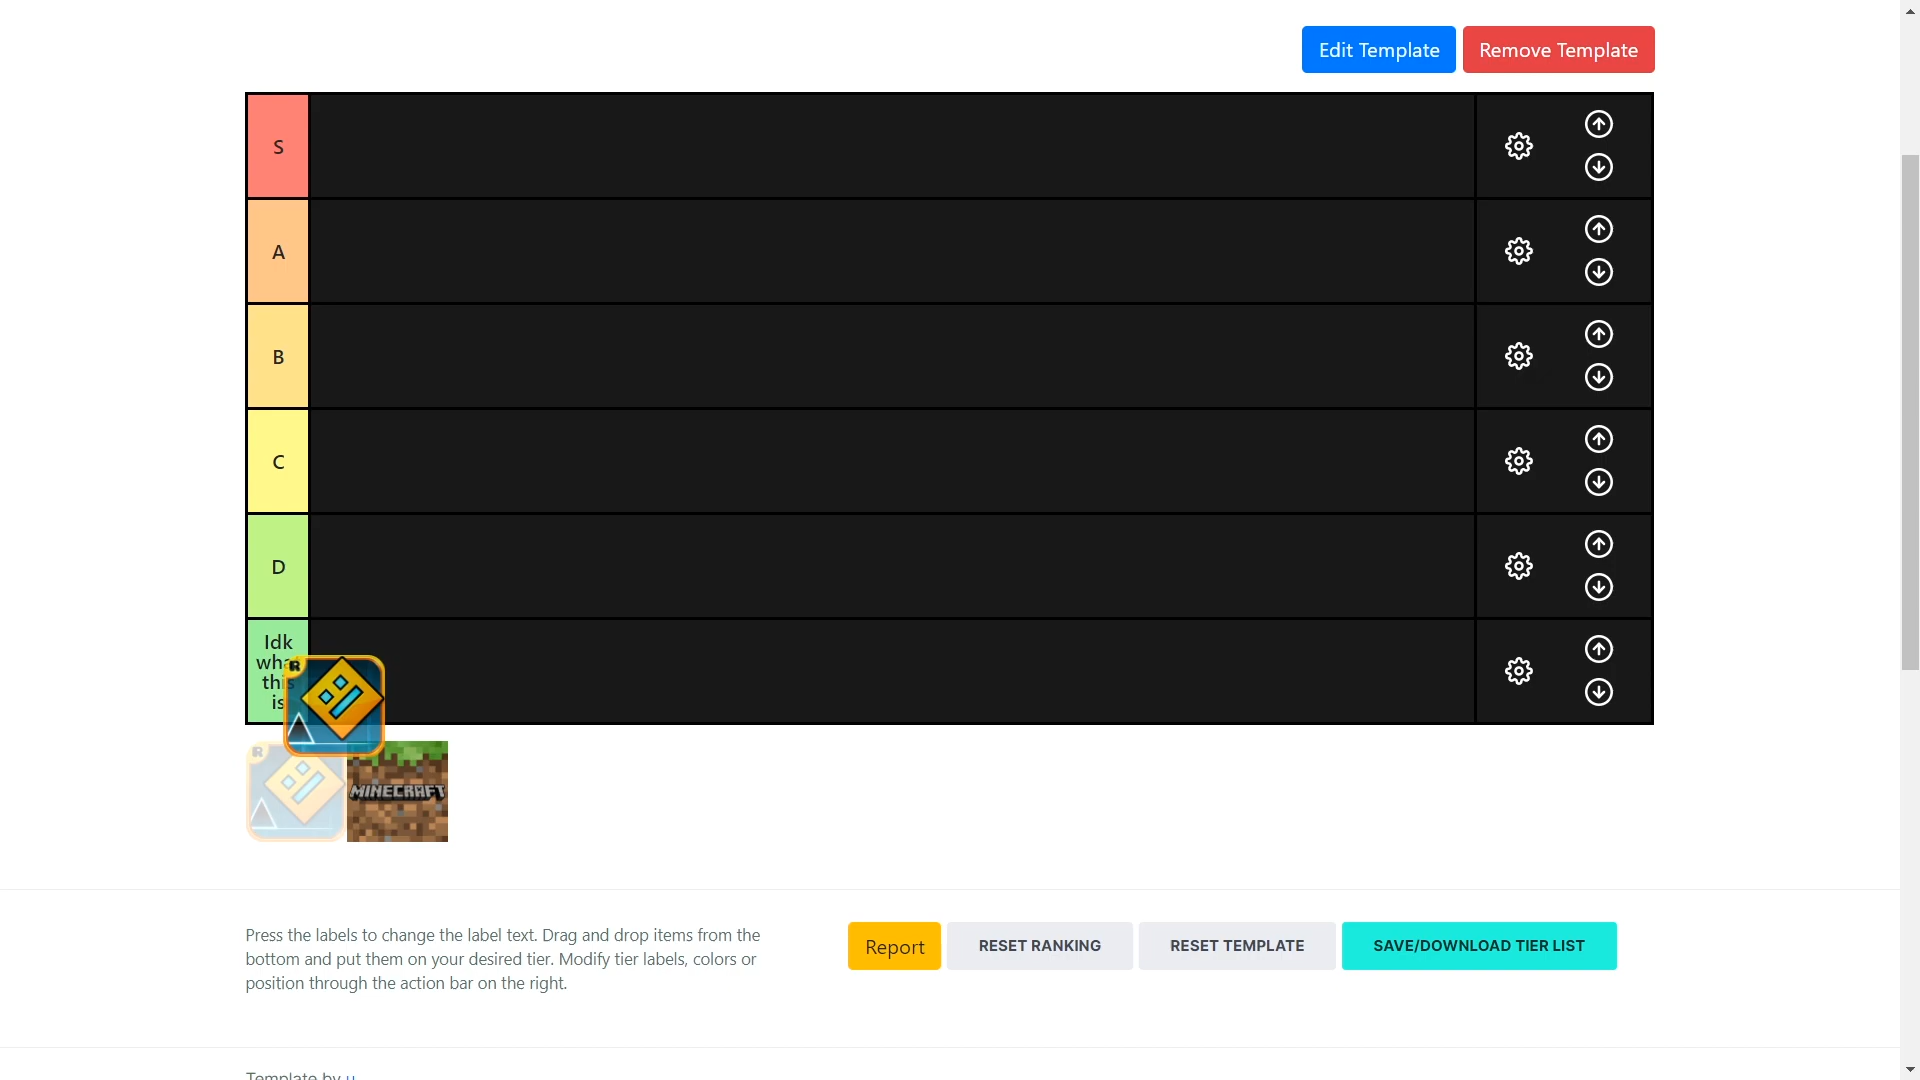 Edit Template
Remove Template
S
A
B
C
D
Idk
this
is
R
R
MINECRAFT
Press the labels to change the label text. Drag and drop items from the
bottom and put them on your desired tier. Modify tier labels, colors or
position through the action bar on the right.
Report
RESET RANKING
RESET TEMPLATE
SAVE/DOWNLOAD TIER LIST
Template by u